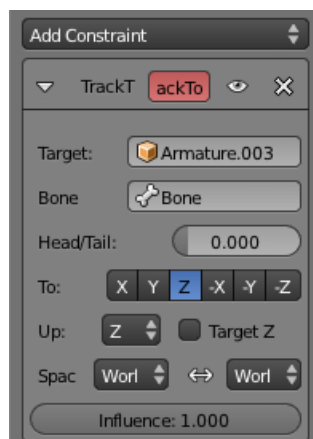 Add Constraint
TrackT ackTo
Target: Armature.003
Bone Bone
Head/Tail: 0.000
To: X Y Z -X -Y -Z
Up: Z Target Z
Spac Worl Worl
Influence: 1.000